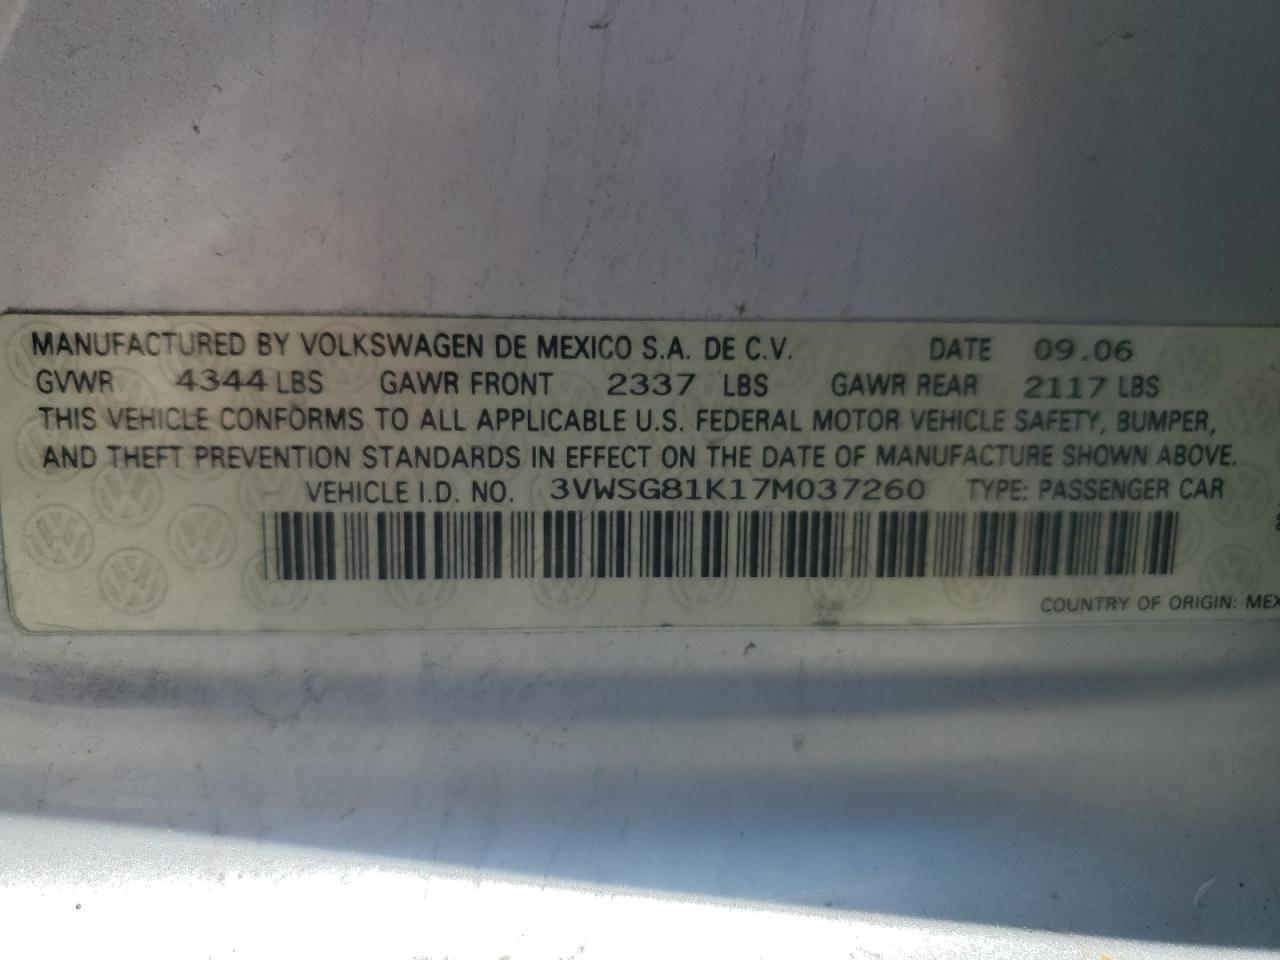 MANUFACTURED BY VOLKSWAGEN DE MEXICO S.A. DE C.V. DATE 09.06
GVWR 4344 LBS GAWR FRONT 2337 LBS GAWR REAR 2117 LBS
THIS VEHICLE CONFORMS TO ALL APPLICABLE U.S. FEDERAL MOTOR VEHICLE SAFETY, BUMPER,
AND THEFT PREVENTION STANDARDS IN EFFECT ON THE DATE OF MANUFACTURE SHOWN ABOVE.
VEHICLE I.D. NO. 3VWSG81K17M037260 TYPE: PASSENGER CAR
COUNTRY OF ORIGIN: MEX